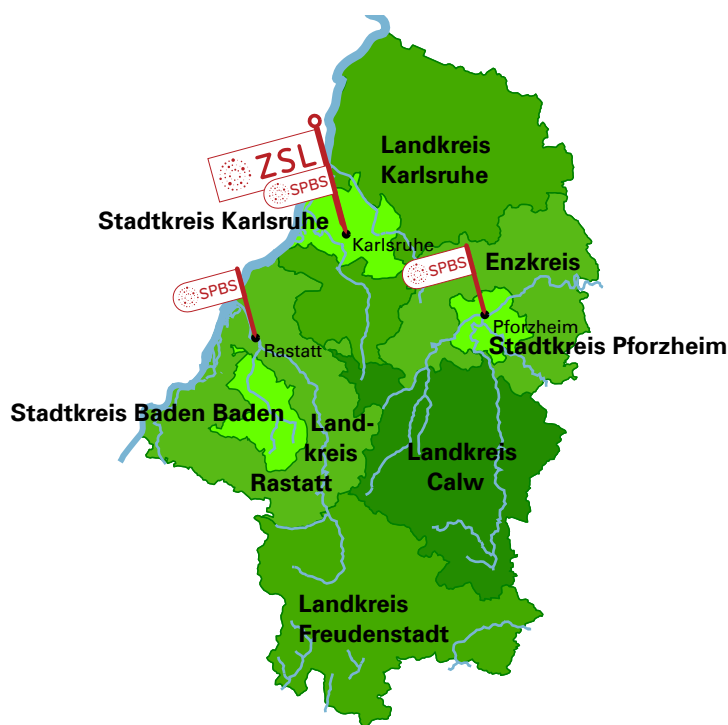 Landkreis
Karlsruhe
ZSL
SPBS
Stadtkreis Karlsruhe
Karlsruhe
SPBS
Enzkreis
SPBS
Pforzheim
Stadtkreis Pforzheim
Rastatt
Stadtkreis Baden Baden
Land-
kreis
Rastatt
Landkreis
Calw
Landkreis
Freudenstadt